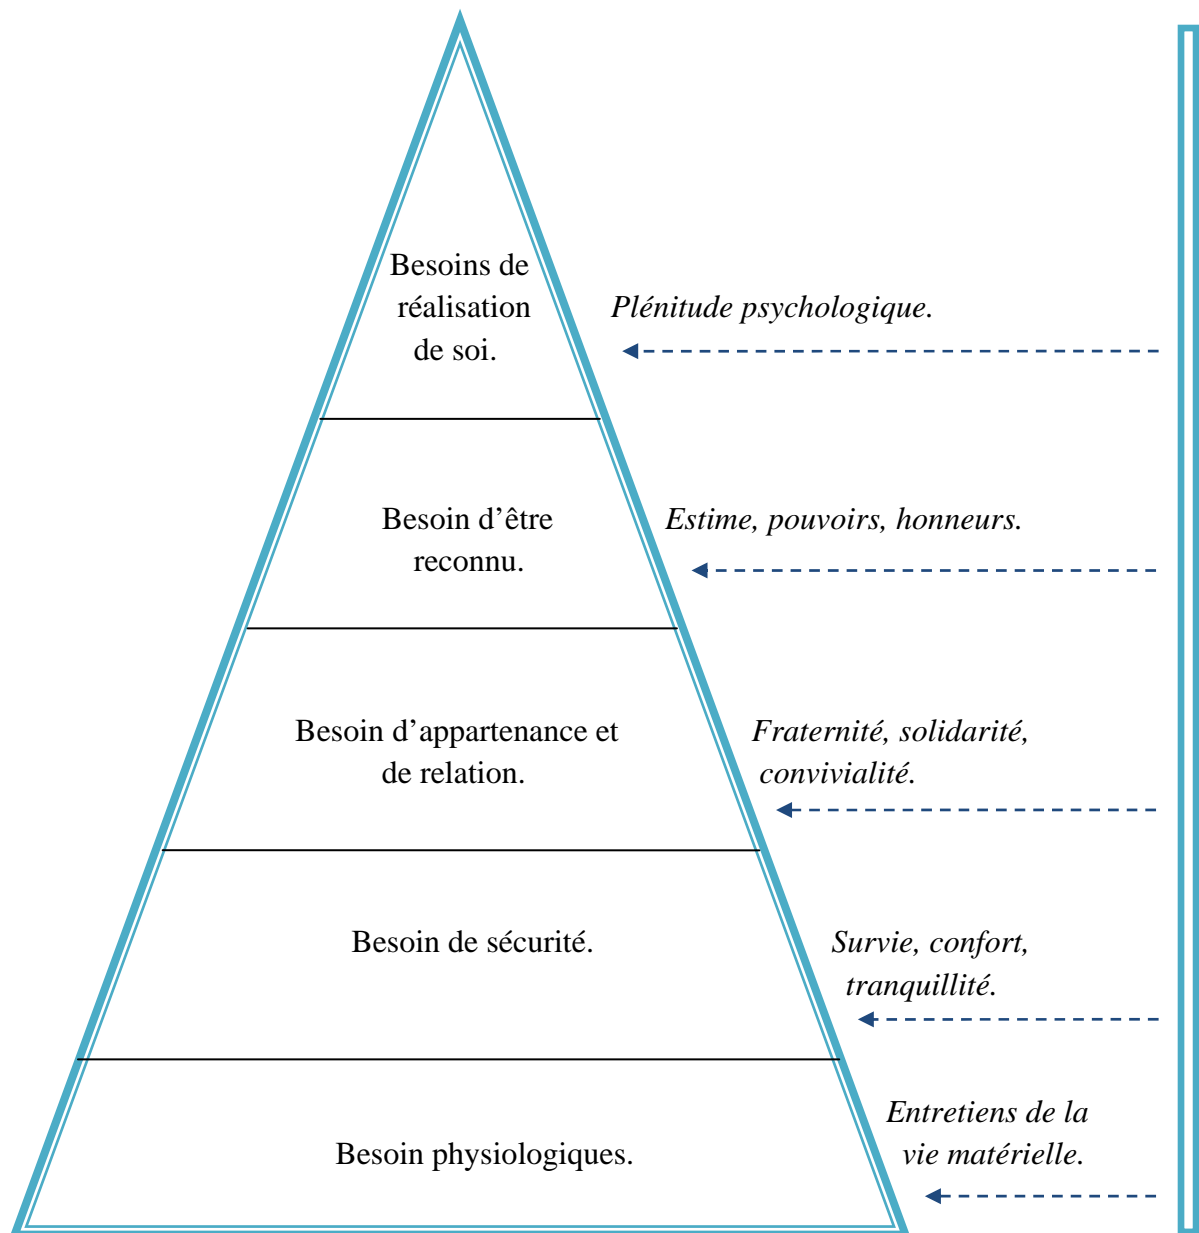 Besoins de
réalisation
de soi.
Plénitude psychologique.
Besoin d’être
reconnu.
Estime, pouvoirs, honneurs.
Besoin d’appartenance et
de relation.
Fraternité, solidarité,
convivialité.
Besoin de sécurité.
Survie, confort,
tranquillité.
Besoin physiologiques.
Entretiens de la
vie matérielle.